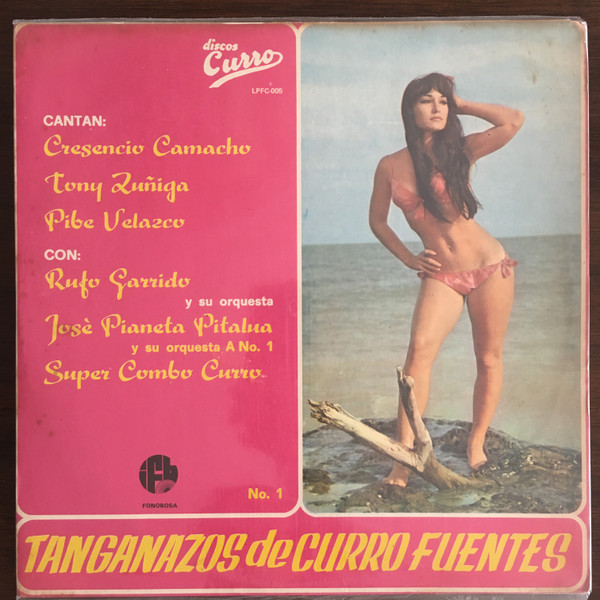 discos
Curro
LPFC-005
CANTAN:
Cresencio Camacho
Tony Zuñiga
Pibe Velazco
CON:
Rufo Garrido
y su orquesta
Josè Pianeta Pitalua
y su orquesta A No. 1
Super Combo Curro
ifb
FONOBOSA
No. 1
TANGANAZOS de CURRO FUENTES